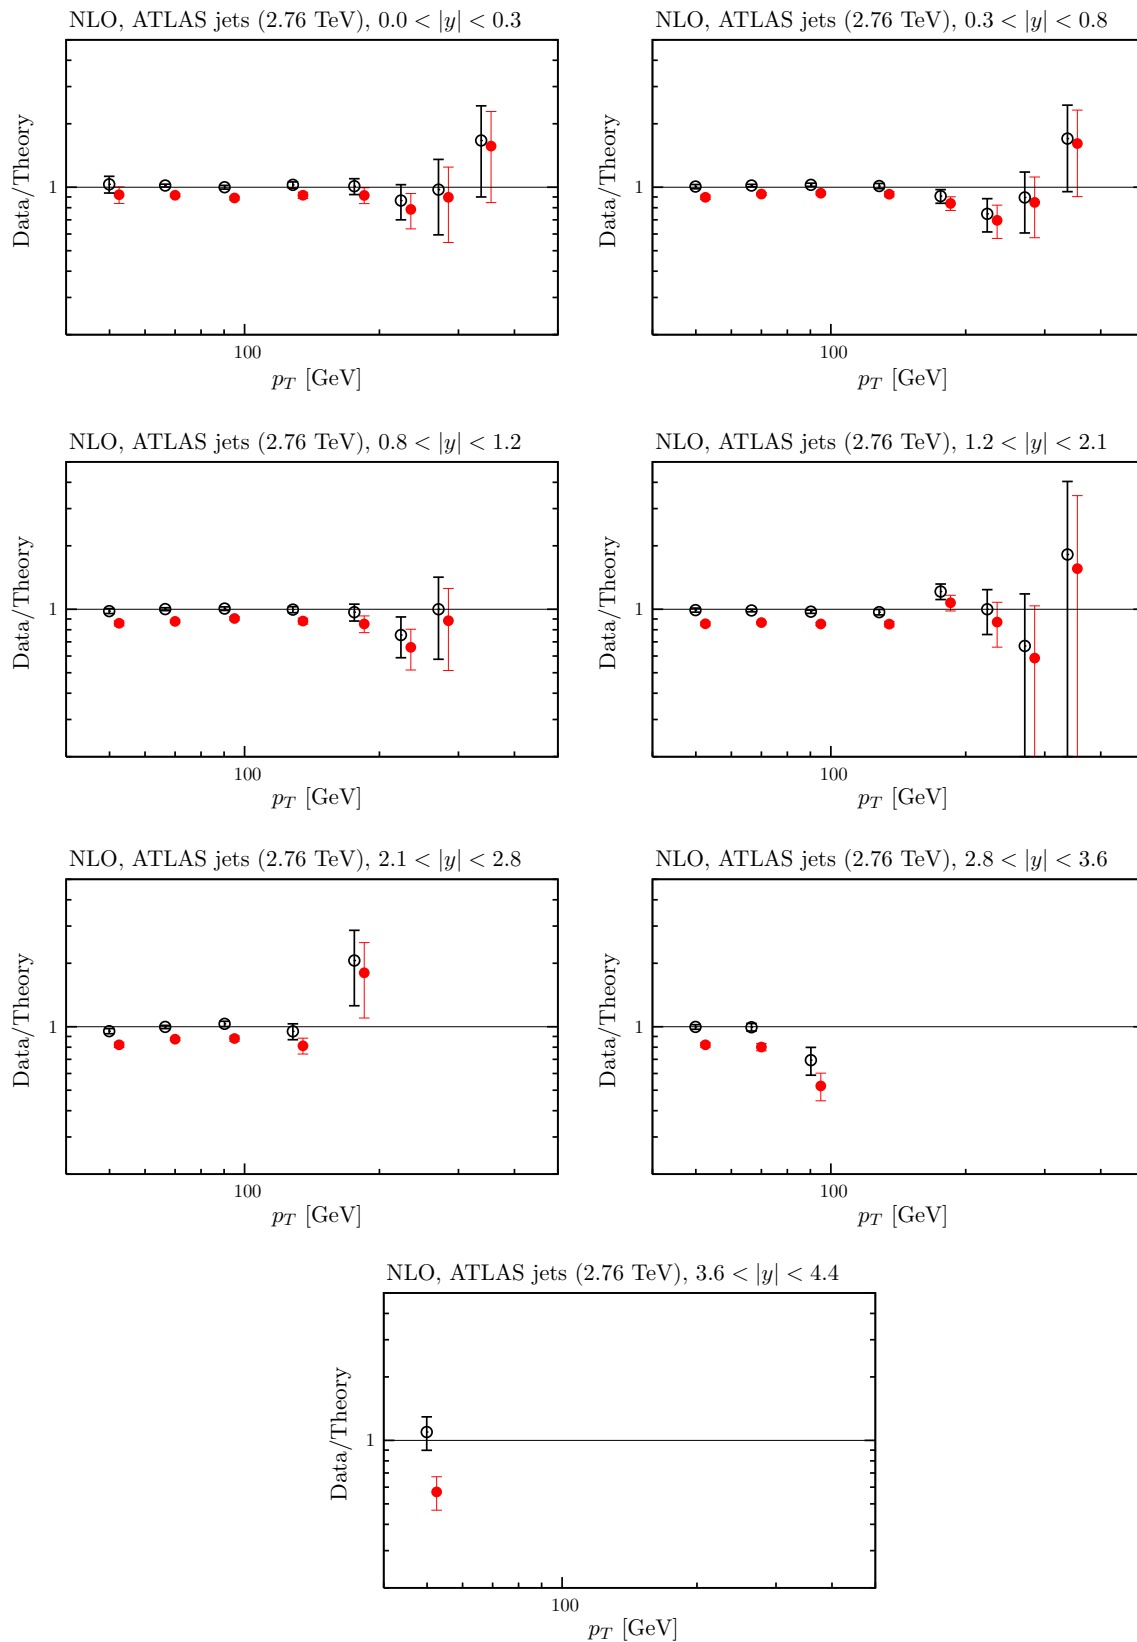 NLO, ATLAS jets (2.76 TeV), 0.0 < |y| < 0.3
Data/Theory
1
100
p_T [GeV]
NLO, ATLAS jets (2.76 TeV), 0.3 < |y| < 0.8
Data/Theory
1
100
p_T [GeV]
NLO, ATLAS jets (2.76 TeV), 0.8 < |y| < 1.2
Data/Theory
1
100
p_T [GeV]
NLO, ATLAS jets (2.76 TeV), 1.2 < |y| < 2.1
Data/Theory
1
100
p_T [GeV]
NLO, ATLAS jets (2.76 TeV), 2.1 < |y| < 2.8
Data/Theory
1
100
p_T [GeV]
NLO, ATLAS jets (2.76 TeV), 2.8 < |y| < 3.6
Data/Theory
1
100
p_T [GeV]
NLO, ATLAS jets (2.76 TeV), 3.6 < |y| < 4.4
Data/Theory
1
100
p_T [GeV]